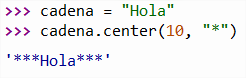 >>> cadena = "Hola"
>>> cadena.center(10, "*")
'***Hola***'